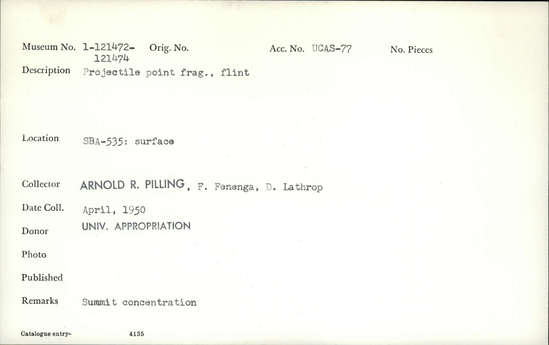 Museum No. 1-121472- Orig. No. Acc. No. UCAS-77 No. Pieces
121474
Description Projectile point frag., flint
Location SBA-535: surface
Collector ARNOLD R. PILLING, F. Fenenga, D. Lathrop
Date Coll. April, 1950
Donor UNIV. APPROPRIATION
Photo
Published
Remarks Summit concentration
Catalogue entry- 4135